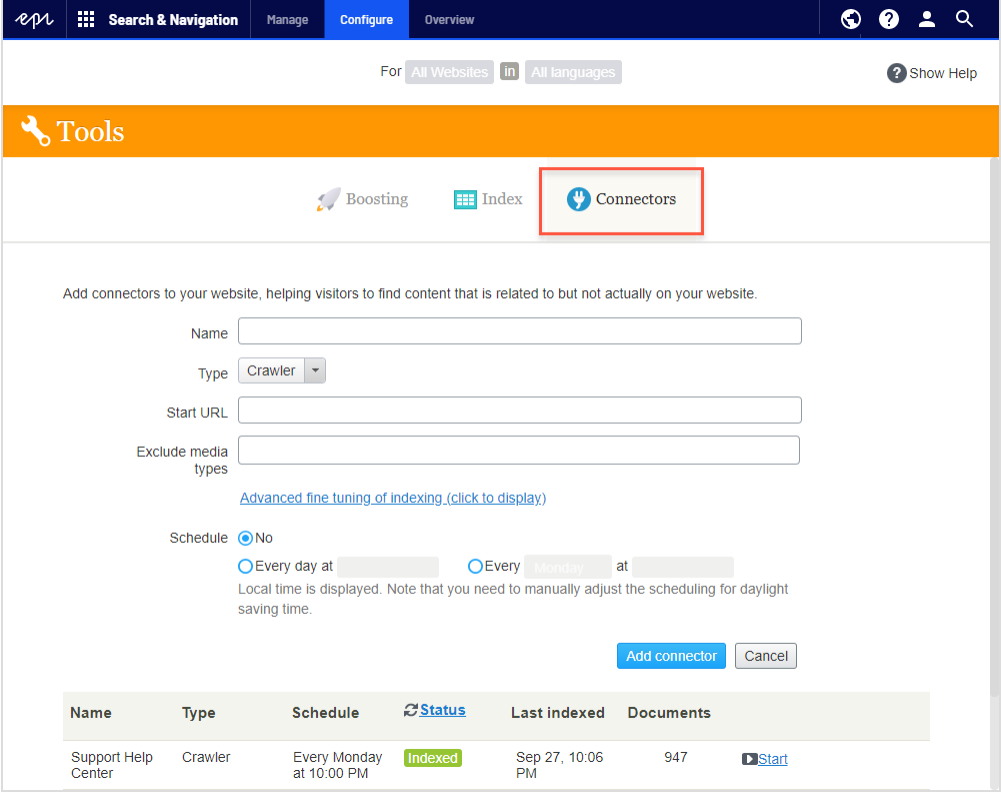 epi Search & Navigation Manage Configure Overview ?
For All Websites in All languages ? Show Help
Tools
Boosting Index Connectors
Add connectors to your website, helping visitors to find content that is related to but not actually on your website.
Name
Type Crawler
Start URL
Exclude media
types
Advanced fine tuning of indexing (click to display)
Schedule No
Every day at Every Monday at
Local time is displayed. Note that you need to manually adjust the scheduling for daylight
saving time.
Add connector Cancel
Name Type Schedule Status Last indexed Documents
Support Help Crawler Every Monday Indexed Sep 27, 10:06 947 Start
Center at 10:00 PM PM